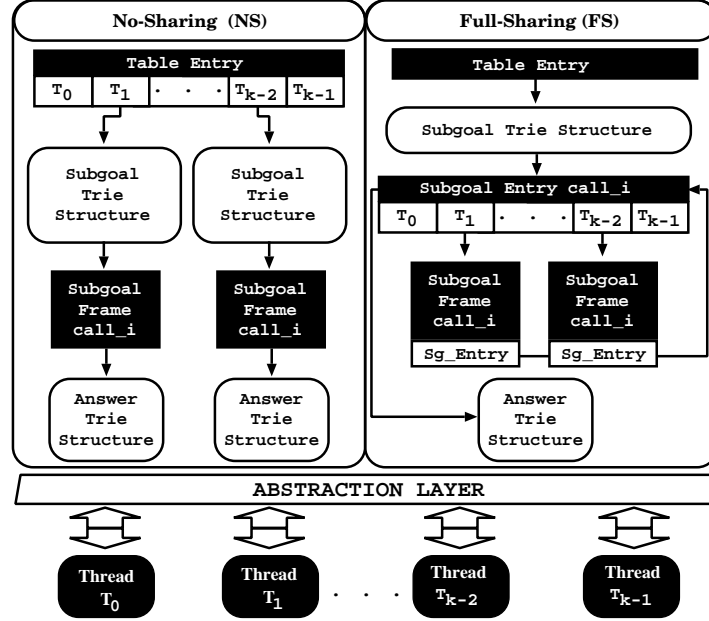 No-Sharing (NS)
Table Entry
T0 T1 . . . Tk-2 Tk-1
Subgoal
Trie
Structure
Subgoal
Trie
Structure
Subgoal
Frame
call_i
Subgoal
Frame
call_i
Answer
Trie
Structure
Answer
Trie
Structure
Full-Sharing (FS)
Table Entry
Subgoal Trie Structure
Subgoal Entry call_i
T0 T1 . . . Tk-2 Tk-1
Subgoal
Frame
call_i
Sg_Entry
Subgoal
Frame
call_i
Sg_Entry
Answer
Trie
Structure
ABSTRACTION LAYER
Thread
T0
Thread
T1
. . .
Thread
Tk-2
Thread
Tk-1